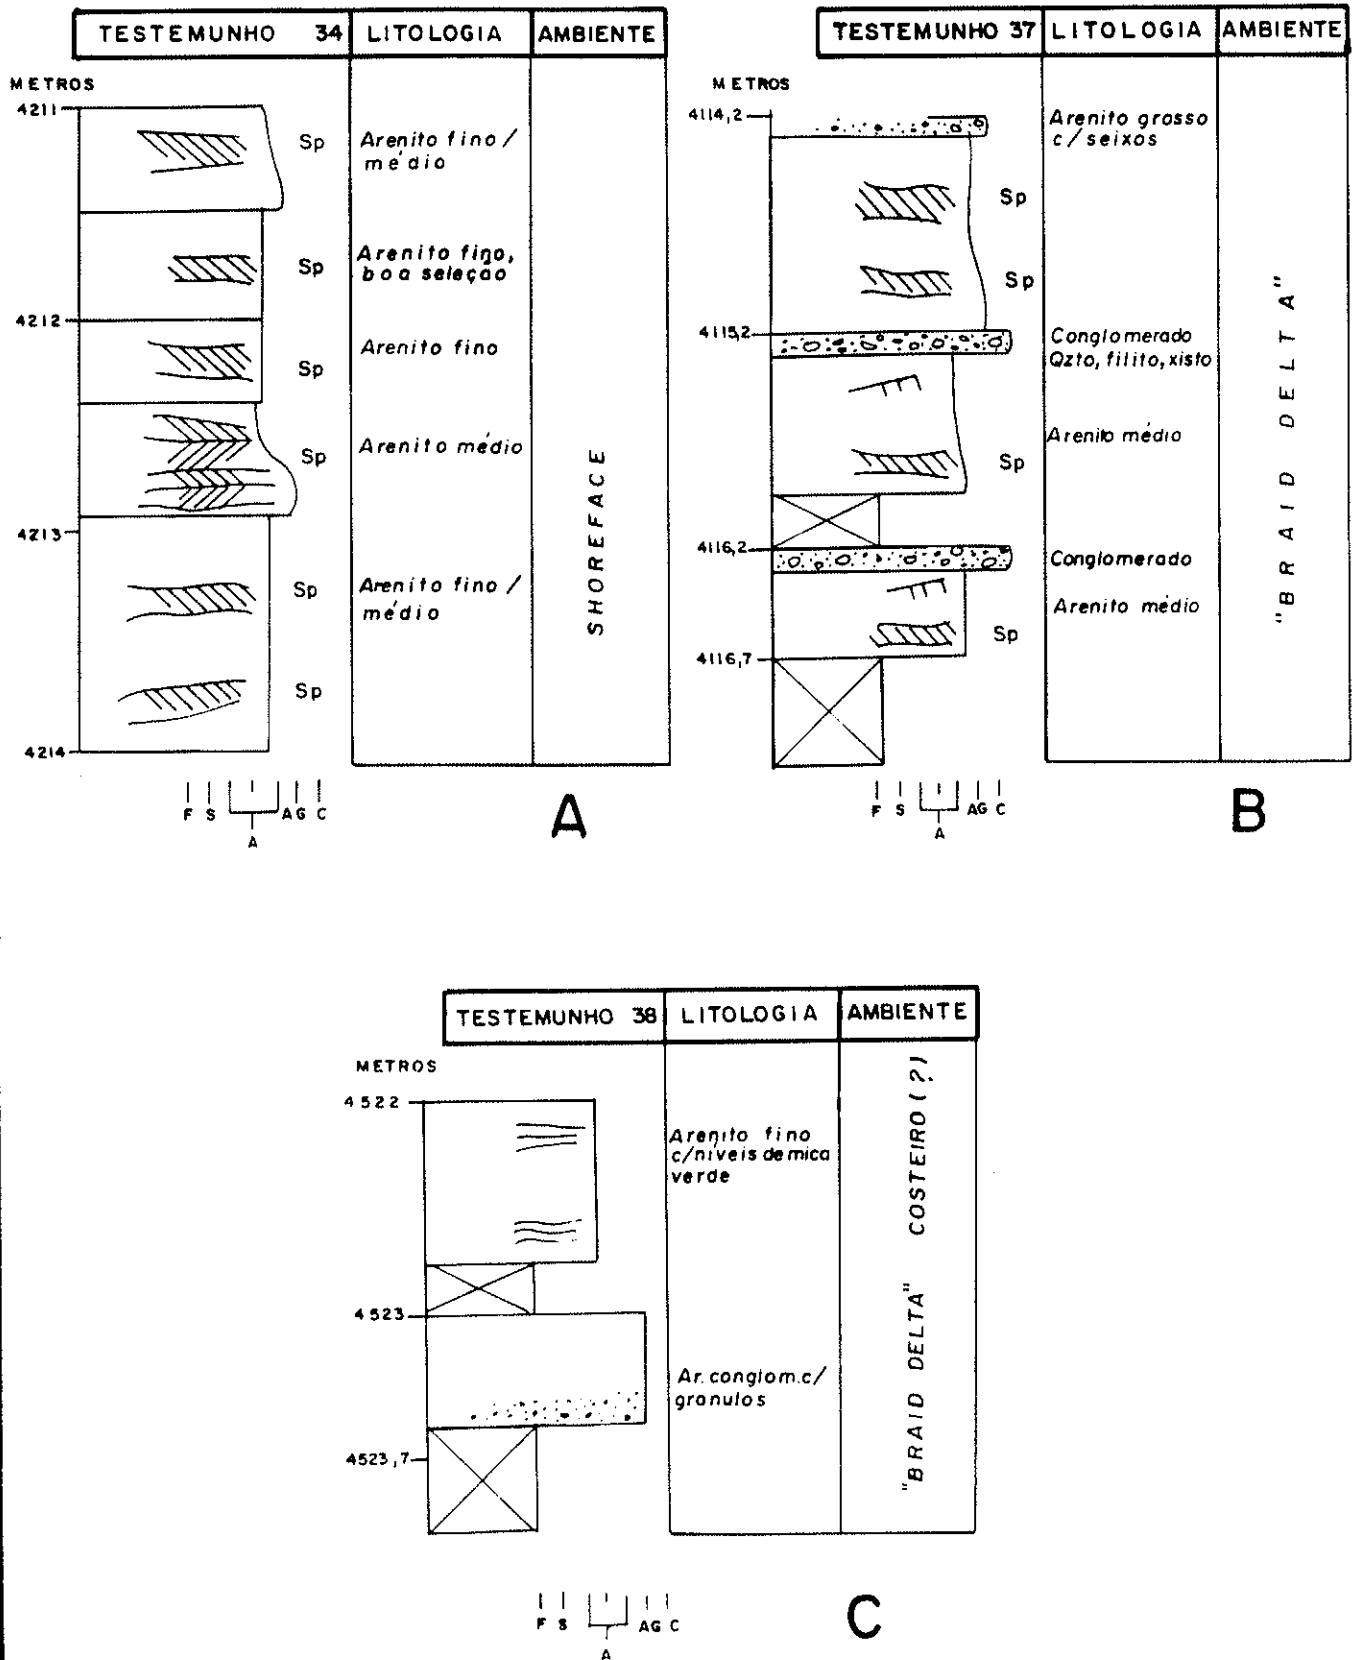 TESTEMUNHO 34 LITOLOGIA AMBIENTE
METROS
4211
Sp
Arenito fino /
médio
Sp
Arenito fino,
boa seleção
4212
Arenito fino
Sp
Arenito médio
Sp
4213
Sp
Arenito fino /
médio
Sp
4214
SHOREFACE
F S AG C
A
A
TESTEMUNHO 37 LITOLOGIA AMBIENTE
METROS
4114,2
Arenito grosso
c/ seixos
Sp
Sp
4115,2
Conglomerado
Qzto, filito, xisto
Arenito médio
Sp
4116,2
Conglomerado
Arenito médio
Sp
4116,7
"BRAID DELTA"
F S AG C
A
B
TESTEMUNHO 38 LITOLOGIA AMBIENTE
METROS
4522
Arenito fino
c/níveis de mica
verde
4523
Ar. conglom. c/
granulos
4523,7
"BRAID DELTA" COSTEIRO (?)
F S AG C
A
C